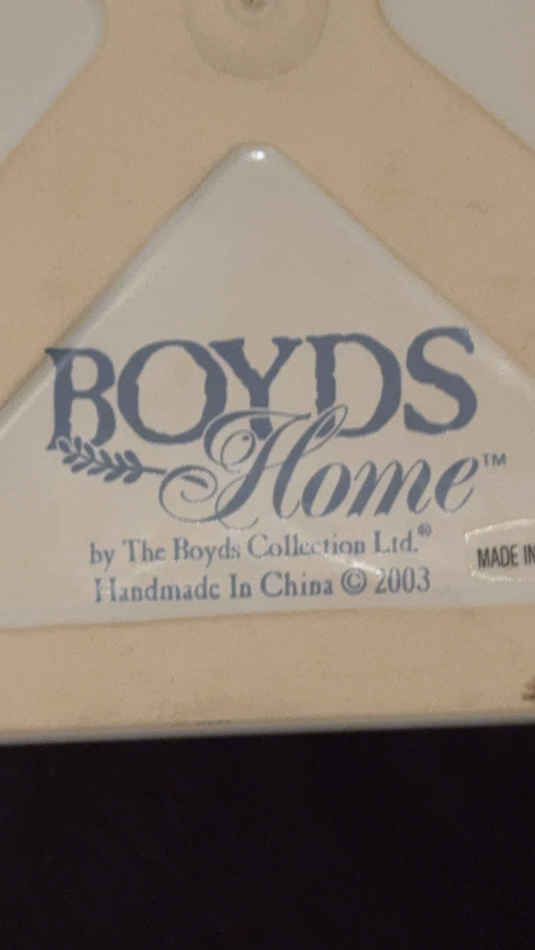 BOYDS
Home™
by The Boyds Collection Ltd.®
Handmade In China © 2003
MADE IN